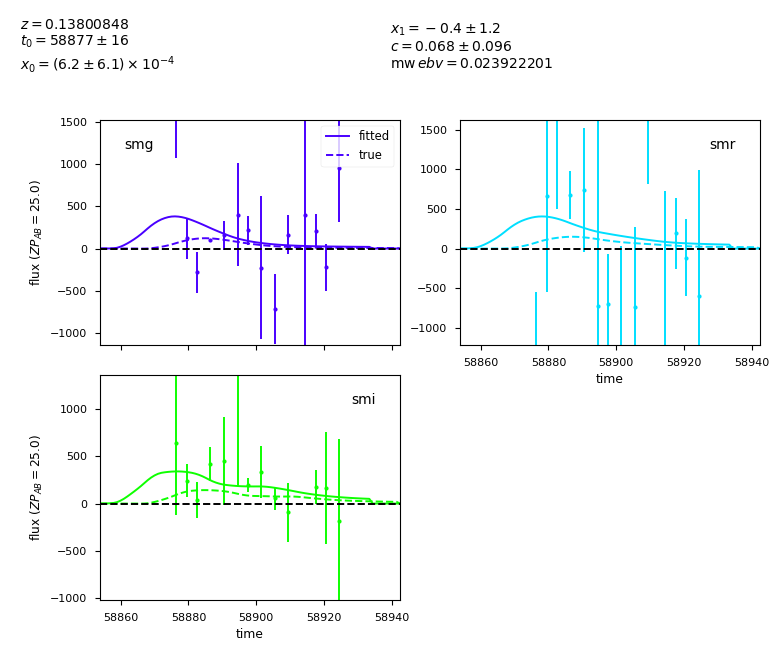 z = 0.13800848
t₀ = 58877 ± 16
x₀ = (6.2 ± 6.1) × 10⁻⁴
x₁ = −0.4 ± 1.2
c = 0.068 ± 0.096
mw ebv = 0.023922201
smg
fitted
true
1500
1000
500
0
−500
−1000
flux (ZP_AB = 25.0)
smr
1500
1000
500
0
−500
−1000
58860 58880 58900 58920 58940
time
smi
1000
500
0
−500
−1000
flux (ZP_AB = 25.0)
58860 58880 58900 58920 58940
time